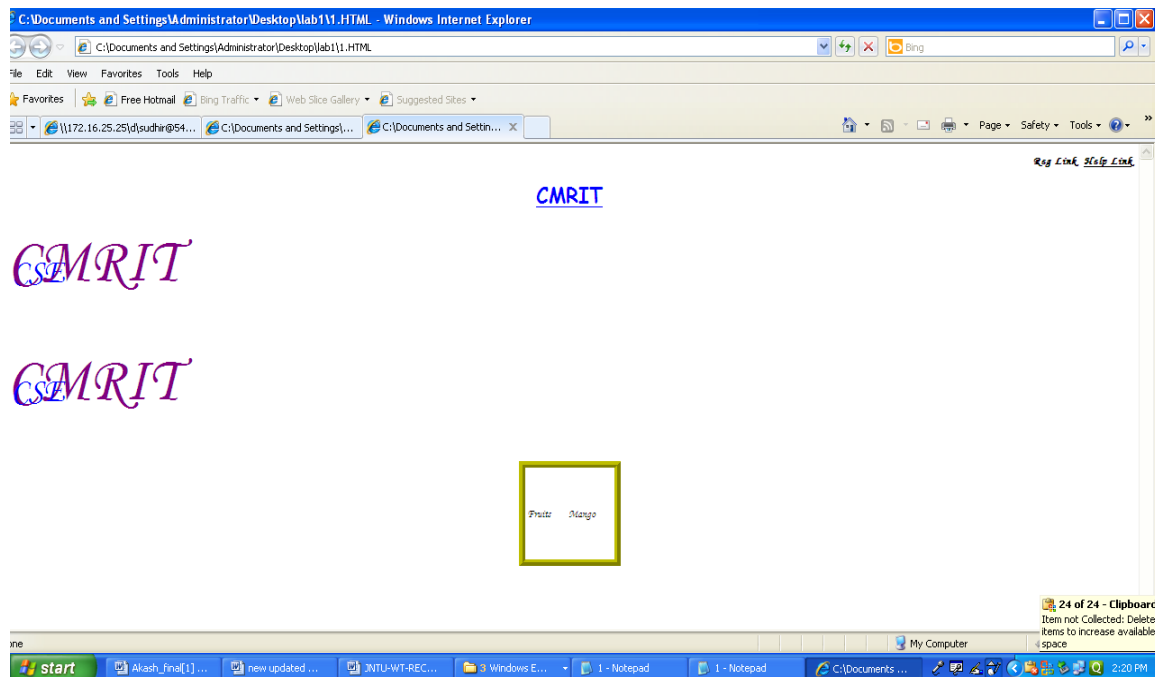 C:\Documents and Settings\Administrator\Desktop\lab1\1.HTML - Windows Internet Explorer
C:\Documents and Settings\Administrator\Desktop\lab1\1.HTML Bing
File Edit View Favorites Tools Help
Favorites Free Hotmail Bing Traffic Web Slice Gallery Suggested Sites
\\172.16.25.25\d\sudhir@54... C:\Documents and Settings\... C:\Documents and Settin... X Page Safety Tools »
Reg Link Help Link
CMRIT
CMRIT
CSE
CMRIT
CSE
Fruits Mango
24 of 24 - Clipboard
Item not Collected: Delete
items to increase available
space
one My Computer
start Akash_final[1] ... new updated ... JNTU-WT-REC... 3 Windows E... 1 - Notepad 1 - Notepad C:\Documents ... 2:20 PM